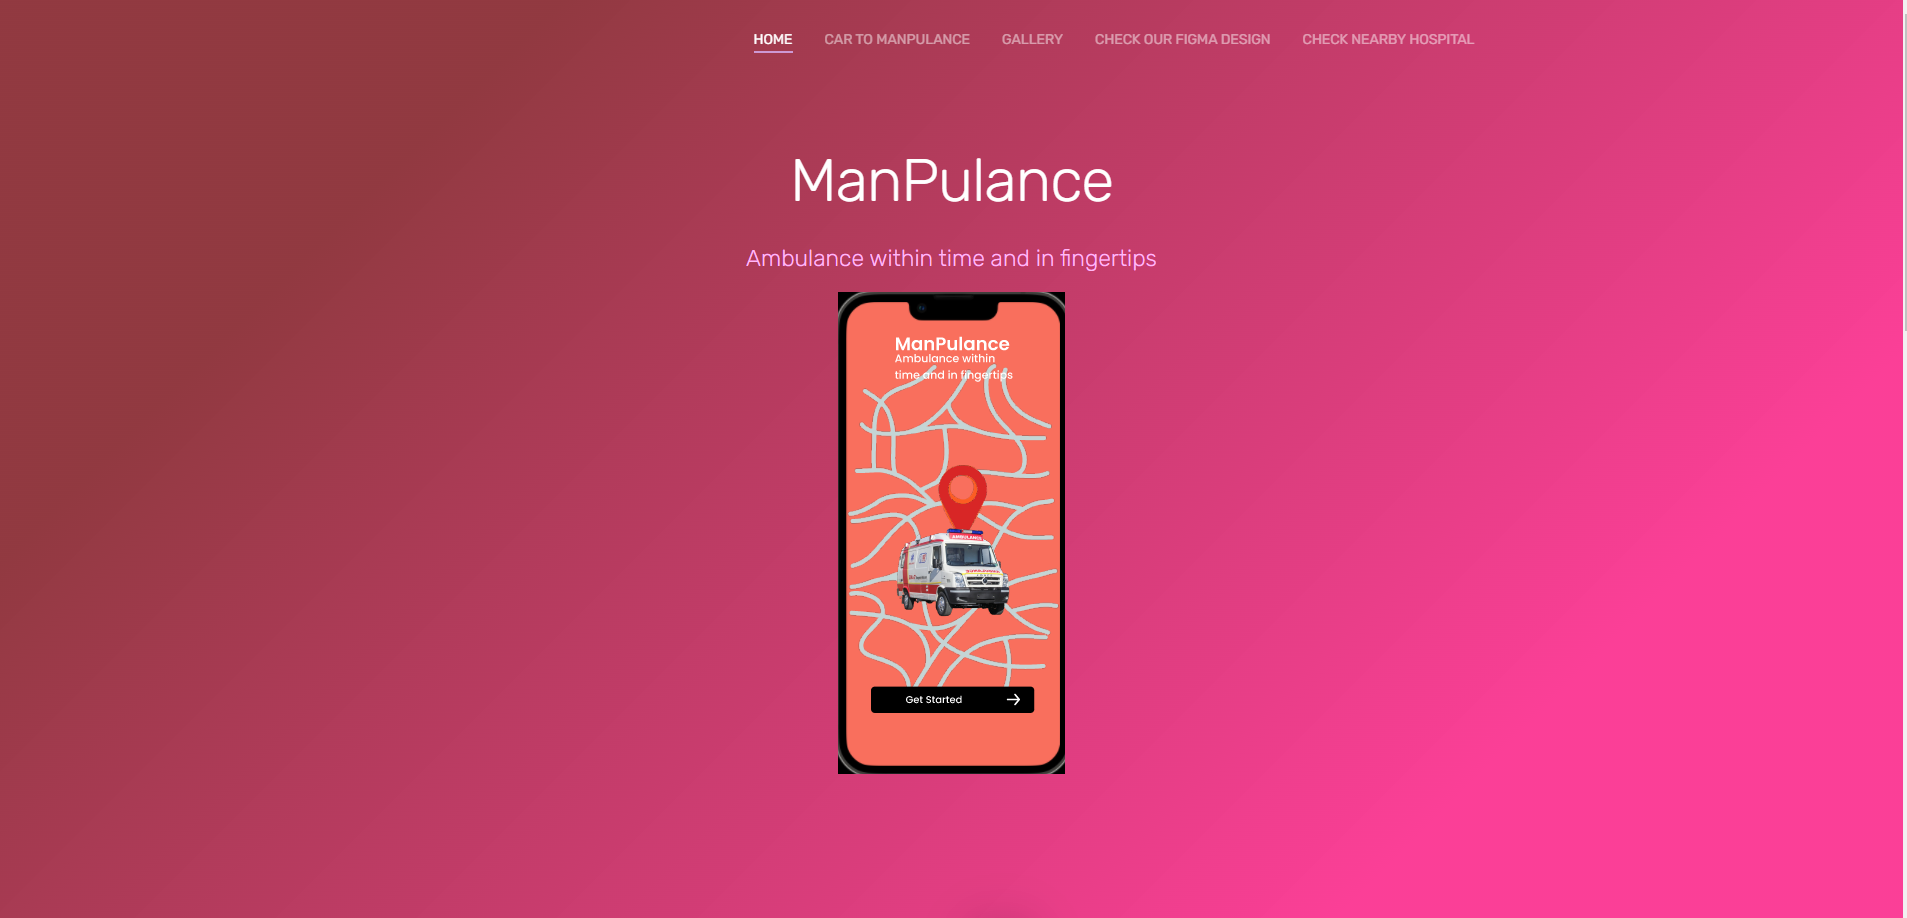 HOME CAR TO MANPULANCE GALLERY CHECK OUR FIGMA DESIGN CHECK NEARBY HOSPITAL
ManPulance
Ambulance within time and in fingertips
ManPulance
Ambulance within
time and in fingertips
AMBULANCE
Get Started